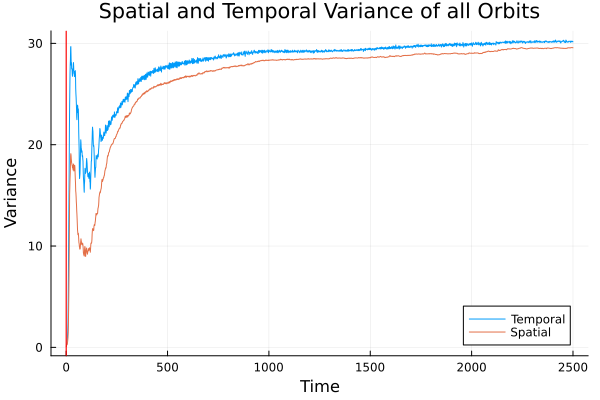 Spatial and Temporal Variance of all Orbits
Variance
30
20
10
0
Temporal
Spatial
0 500 1000 1500 2000 2500
Time